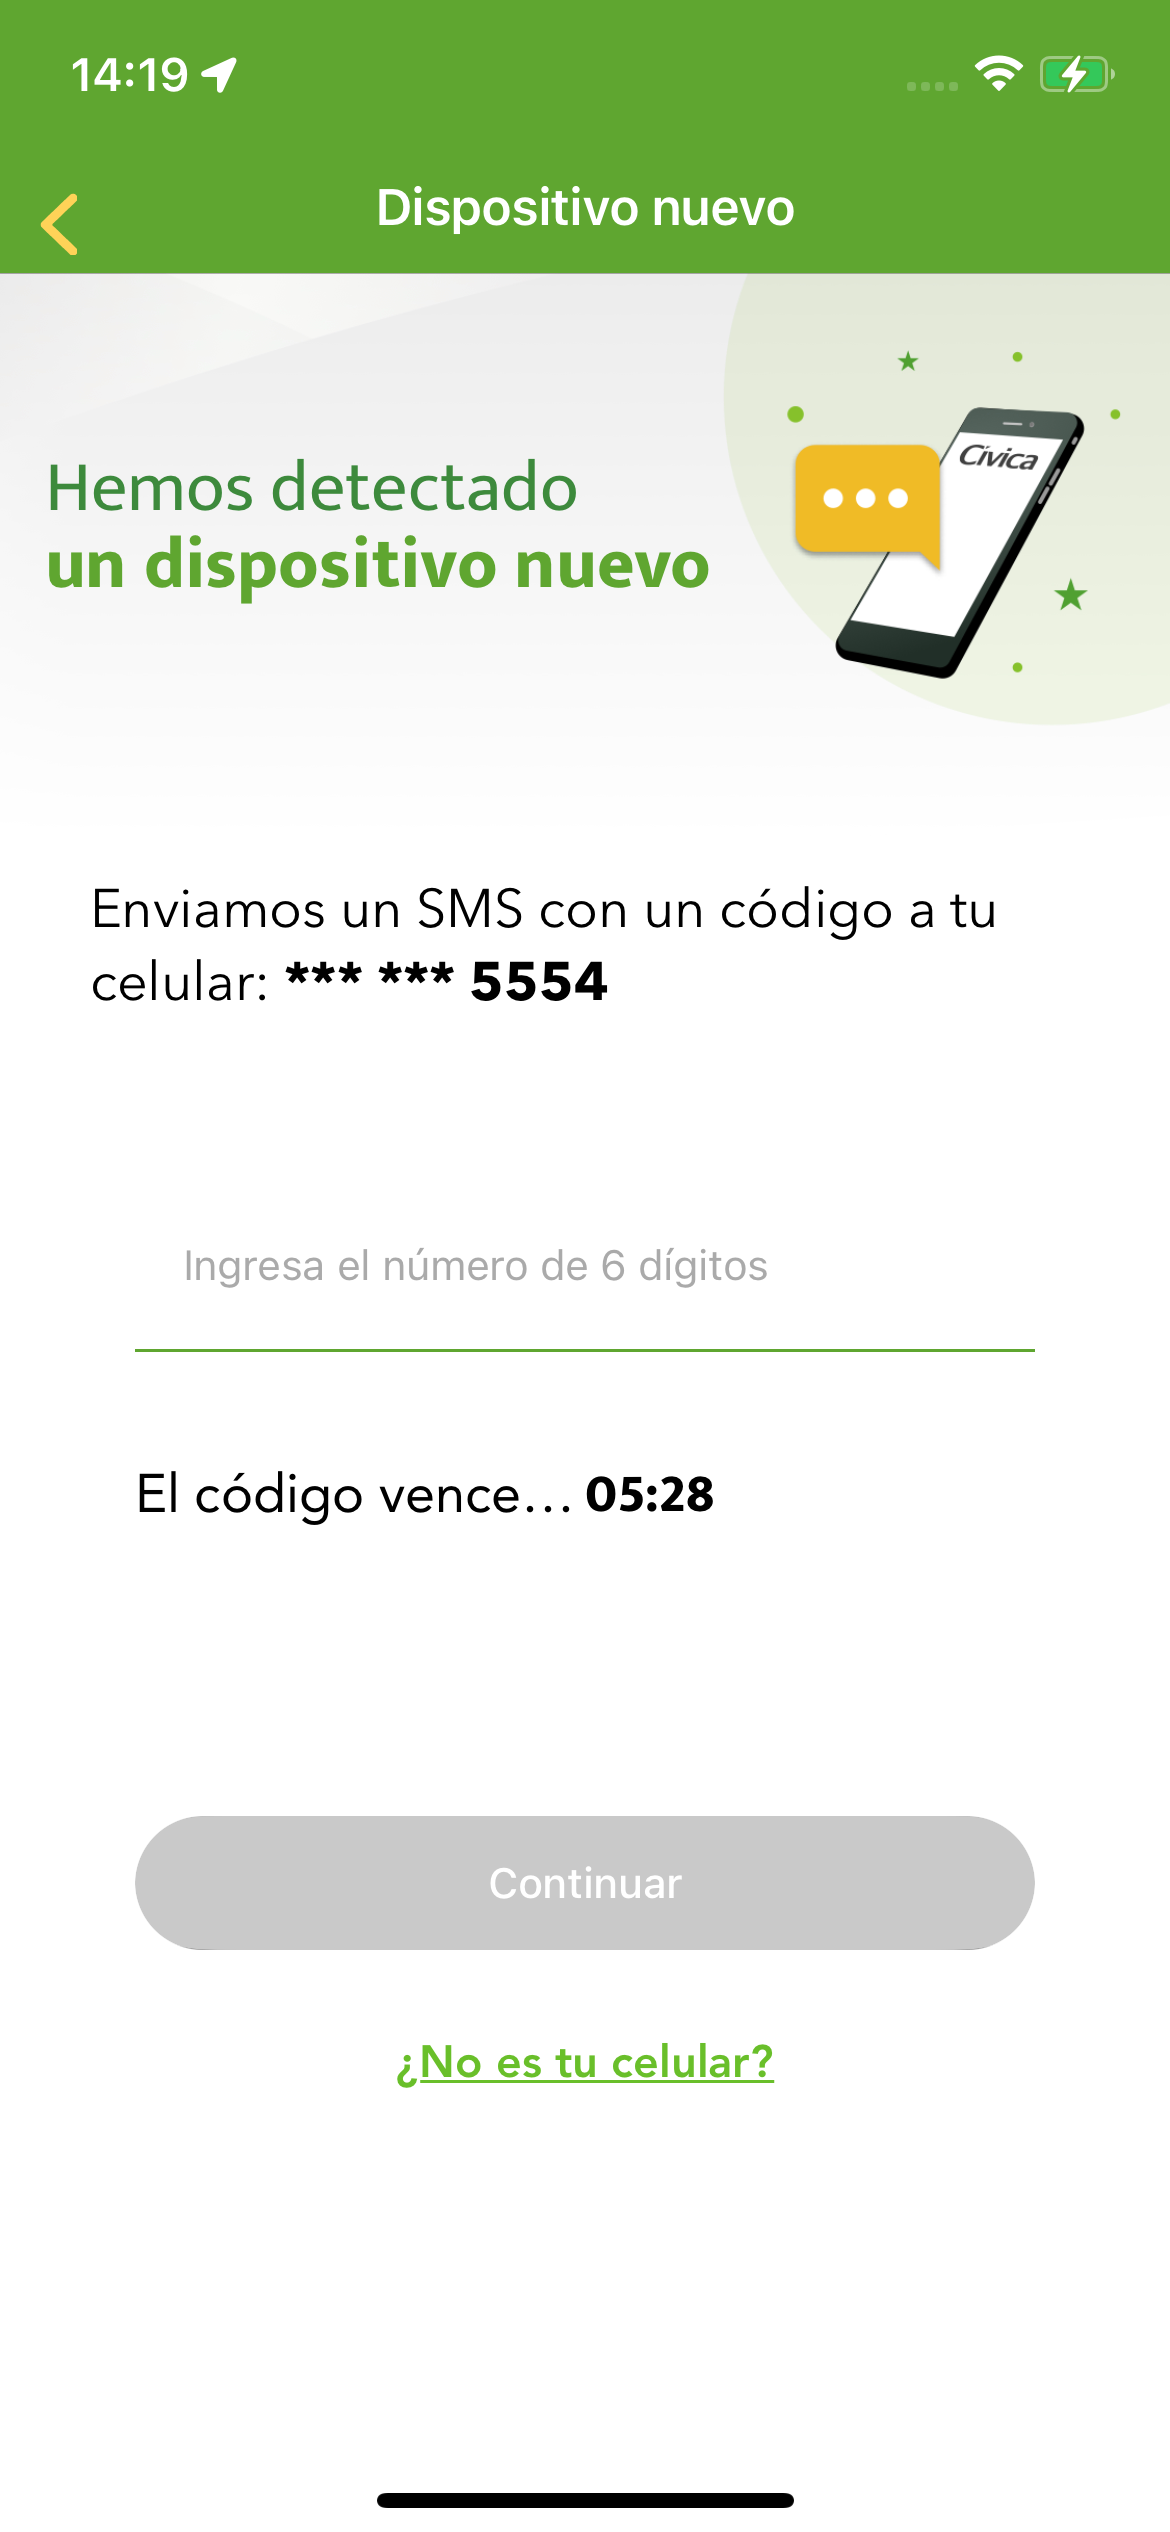 14:19
Dispositivo nuevo
Cívica
Hemos detectado
un dispositivo nuevo
Enviamos un SMS con un código a tu
celular: *** *** 5554
Ingresa el número de 6 dígitos
El código vence... 05:28
Continuar
¿No es tu celular?